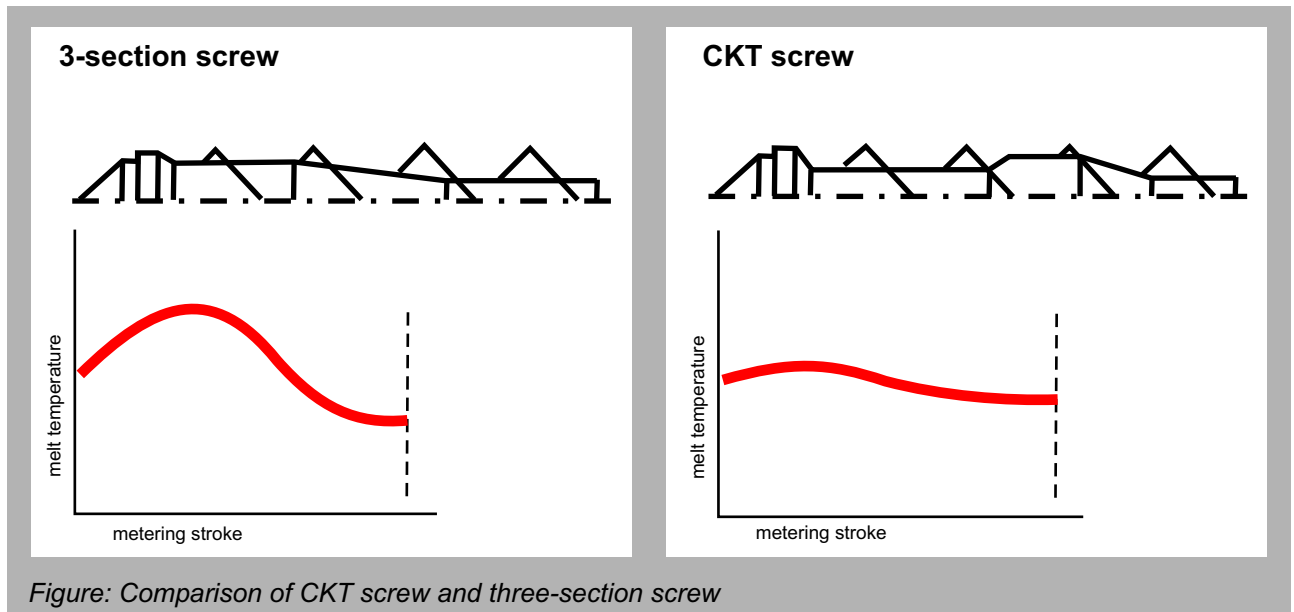 3-section screw
melt temperature
metering stroke
CKT screw
melt temperature
metering stroke
Figure: Comparison of CKT screw and three-section screw